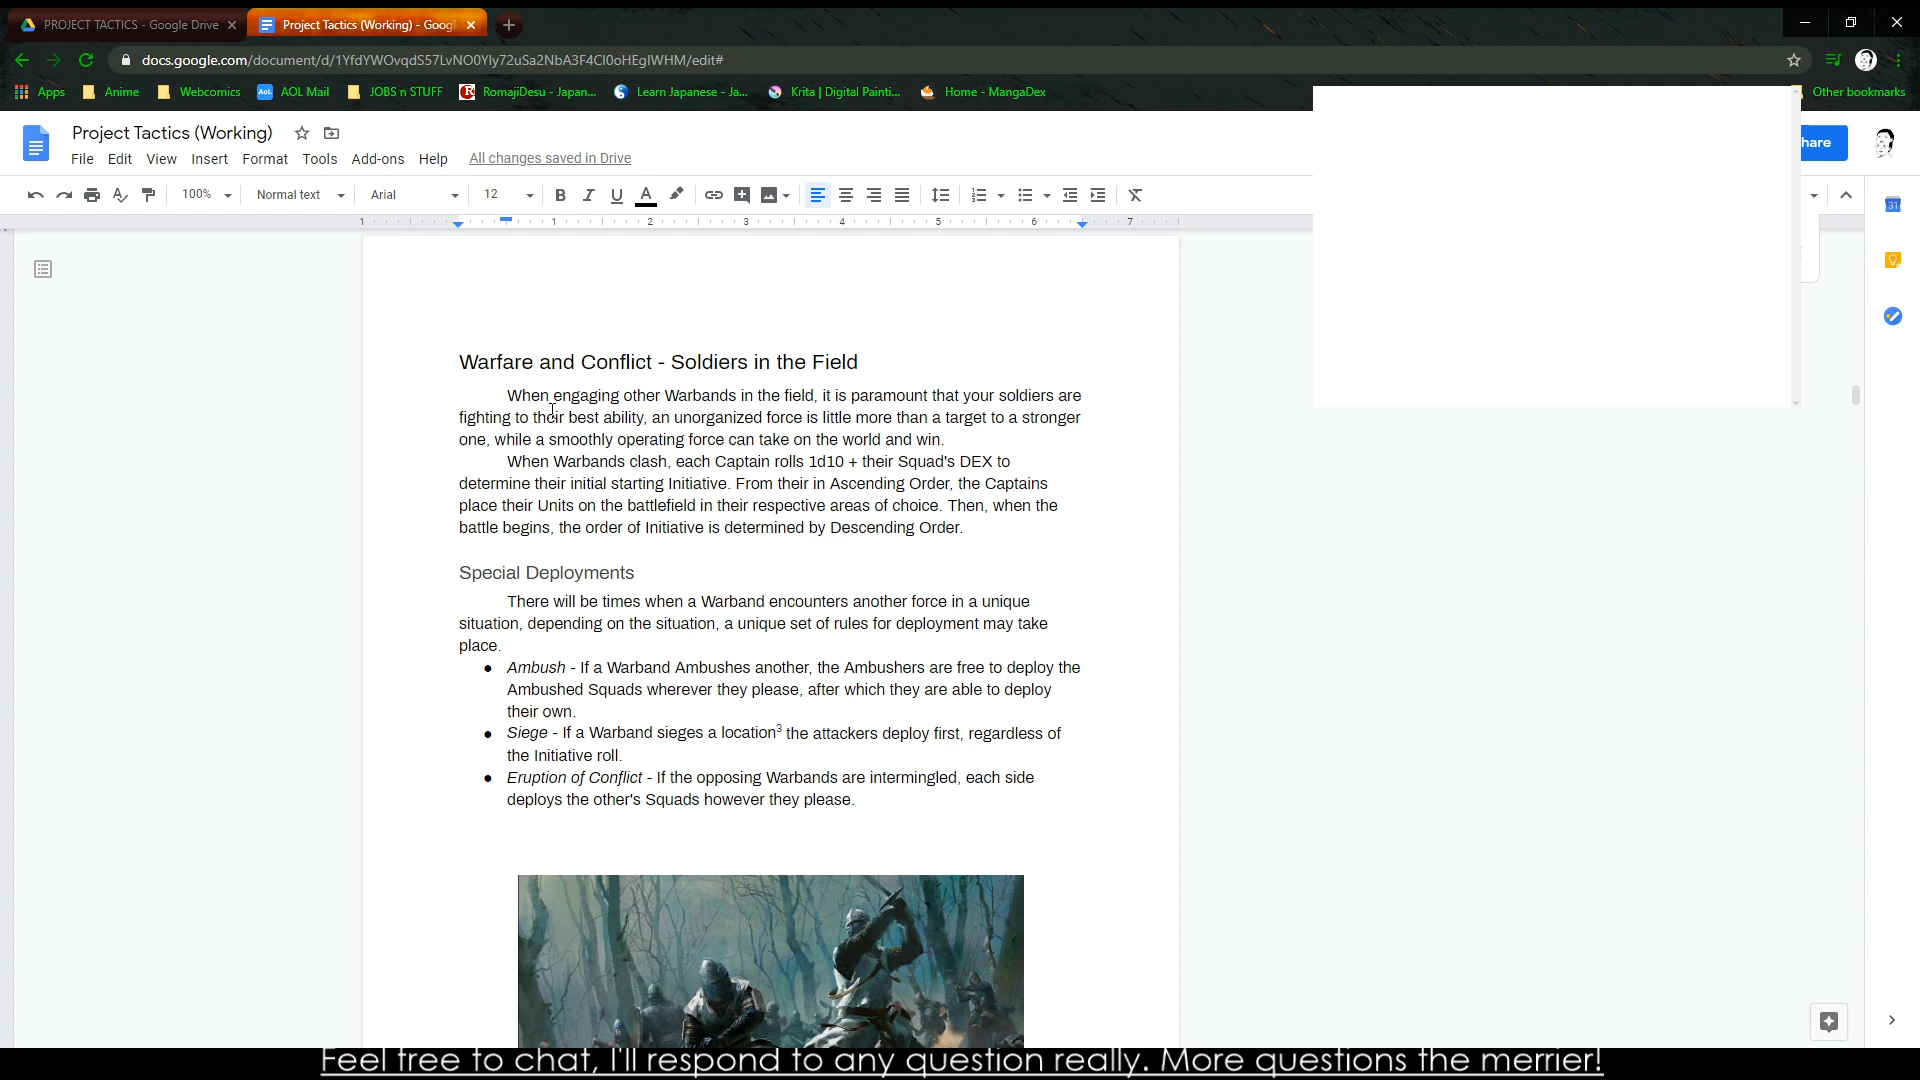 PROJECT TACTICS - Google Drive
Project Tactics (Working) - Goog
docs.google.com/document/d/1YfdYWOvqdS57LvNO0Yly72uSa2NbA3F4Cl0oHEglWHM/edit#
Apps Anime Webcomics AOL Mail JOBS n STUFF RomajiDesu - Japan... Learn Japanese - Ja... Krita | Digital Painti... Home - MangaDex Other bookmarks
Project Tactics (Working)
File Edit View Insert Format Tools Add-ons Help All changes saved in Drive
hare
100% Normal text Arial 12
1 1 2 3 4 5 6 7
31
Warfare and Conflict - Soldiers in the Field
When engaging other Warbands in the field, it is paramount that your soldiers are
fighting to their best ability, an unorganized force is little more than a target to a stronger
one, while a smoothly operating force can take on the world and win.
When Warbands clash, each Captain rolls 1d10 + their Squad's DEX to
determine their initial starting Initiative. From their in Ascending Order, the Captains
place their Units on the battlefield in their respective areas of choice. Then, when the
battle begins, the order of Initiative is determined by Descending Order.
Special Deployments
There will be times when a Warband encounters another force in a unique
situation, depending on the situation, a unique set of rules for deployment may take
place.
● Ambush - If a Warband Ambushes another, the Ambushers are free to deploy the
Ambushed Squads wherever they please, after which they are able to deploy
their own.
● Siege - If a Warband sieges a location³ the attackers deploy first, regardless of
the Initiative roll.
● Eruption of Conflict - If the opposing Warbands are intermingled, each side
deploys the other's Squads however they please.
Feel free to chat, I'll respond to any question really. More questions the merrier!